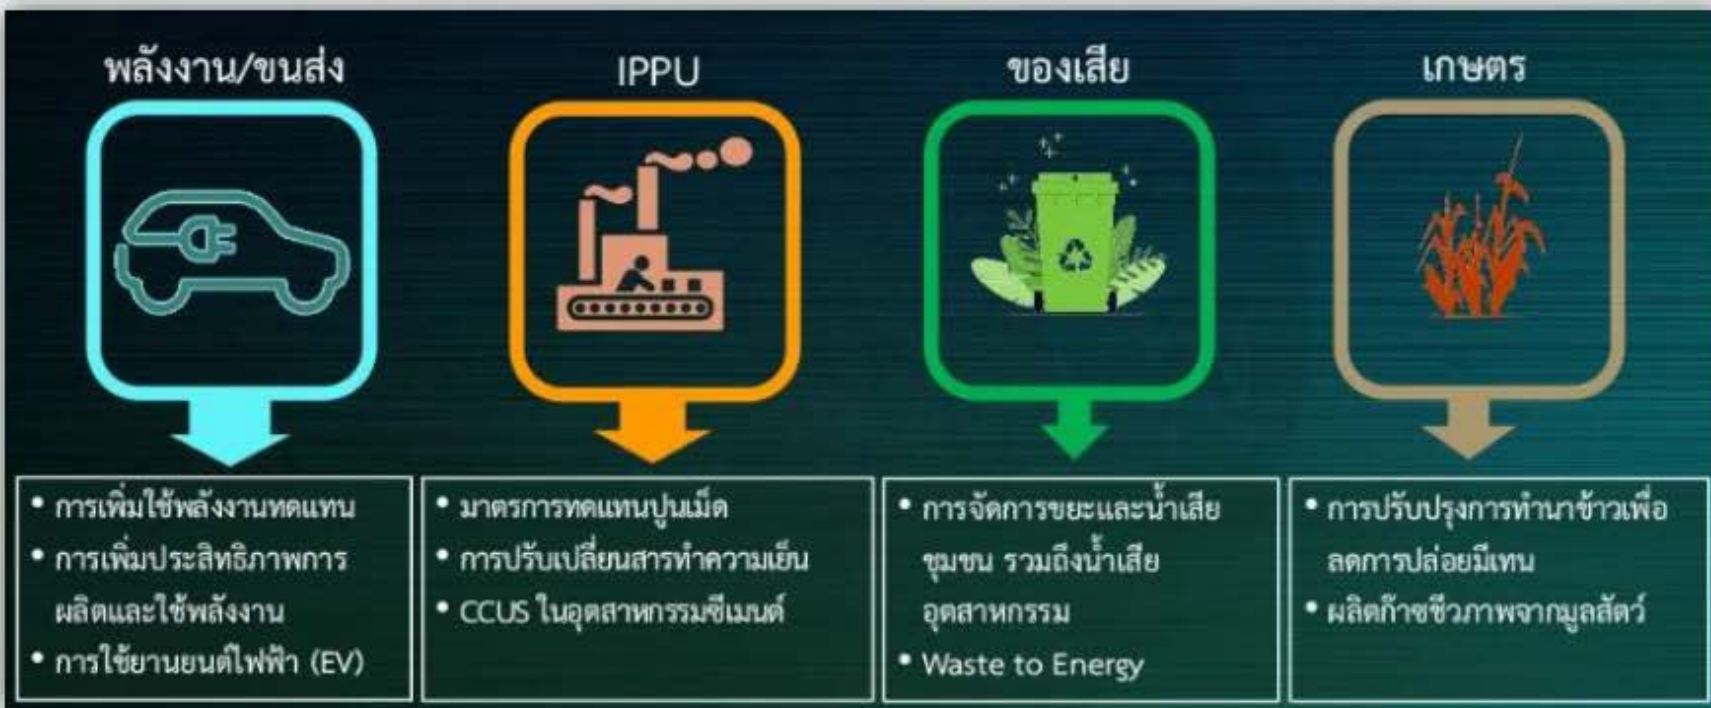 พลังงาน/ขนส่ง
• การเพิ่มใช้พลังงานทดแทน
• การเพิ่มประสิทธิภาพการ
ผลิตและใช้พลังงาน
• การใช้ยานยนต์ไฟฟ้า (EV)
IPPU
• มาตรการทดแทนปูนเม็ด
• การปรับเปลี่ยนสารทำความเย็น
• CCUS ในอุตสาหกรรมซีเมนต์
ของเสีย
• การจัดการขยะและน้ำเสีย
ชุมชน รวมถึงน้ำเสีย
อุตสาหกรรม
• Waste to Energy
เกษตร
• การปรับปรุงการทำนาข้าวเพื่อ
ลดการปล่อยมีเทน
• ผลิตก๊าซชีวภาพจากมูลสัตว์